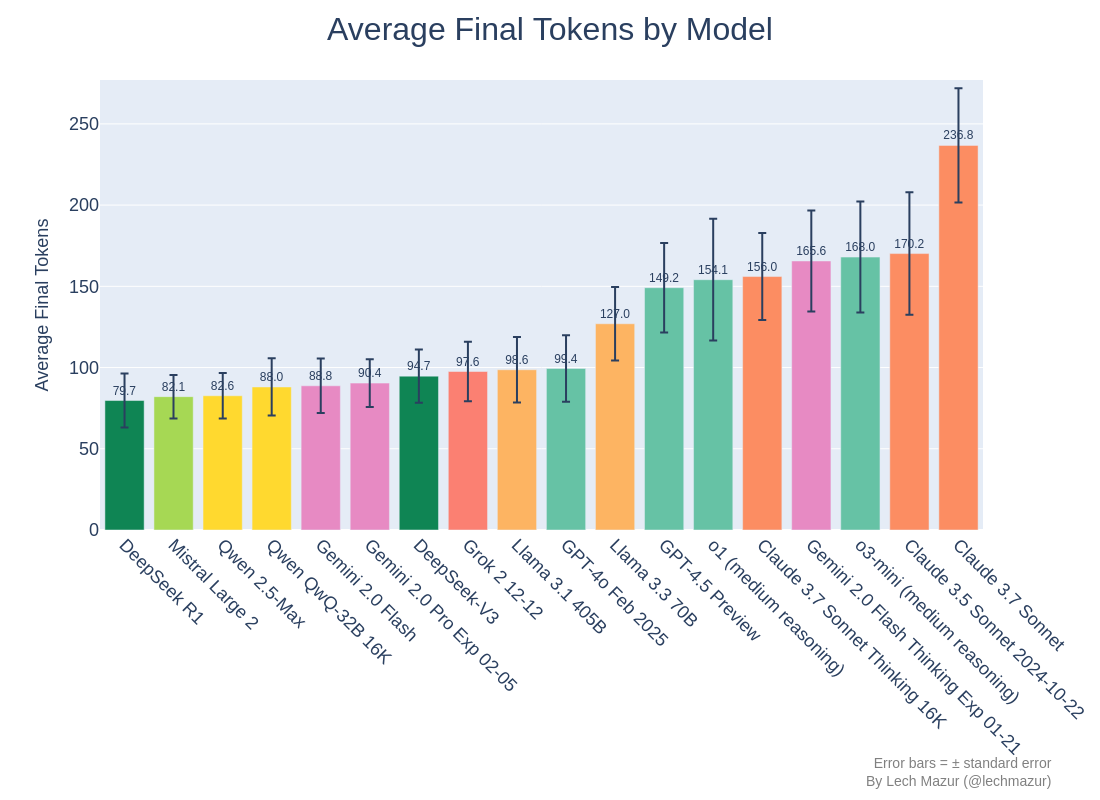 Average Final Tokens by Model
Average Final Tokens
250
200
150
100
50
0
79.7
82.1
82.6
88.0
88.8
90.4
94.7
97.6
98.6
99.4
127.0
149.2
154.1
156.0
165.6
168.0
170.2
236.8
DeepSeek R1
Mistral Large 2
Qwen 2.5-Max
Qwen QwQ-32B 16K
Gemini 2.0 Flash
Gemini 2.0 Pro Exp 02-05
DeepSeek-V3
Grok 2 12-12
Llama 3.1 405B
GPT-4o Feb 2025
Llama 3.3 70B
GPT-4.5 Preview
o1 (medium reasoning)
Claude 3.7 Sonnet Thinking 16K
Gemini 2.0 Flash Thinking Exp 01-21
o3-mini (medium reasoning)
Claude 3.5 Sonnet 2024-10-22
Claude 3.7 Sonnet
Error bars = ± standard error
By Lech Mazur (@lechmazur)